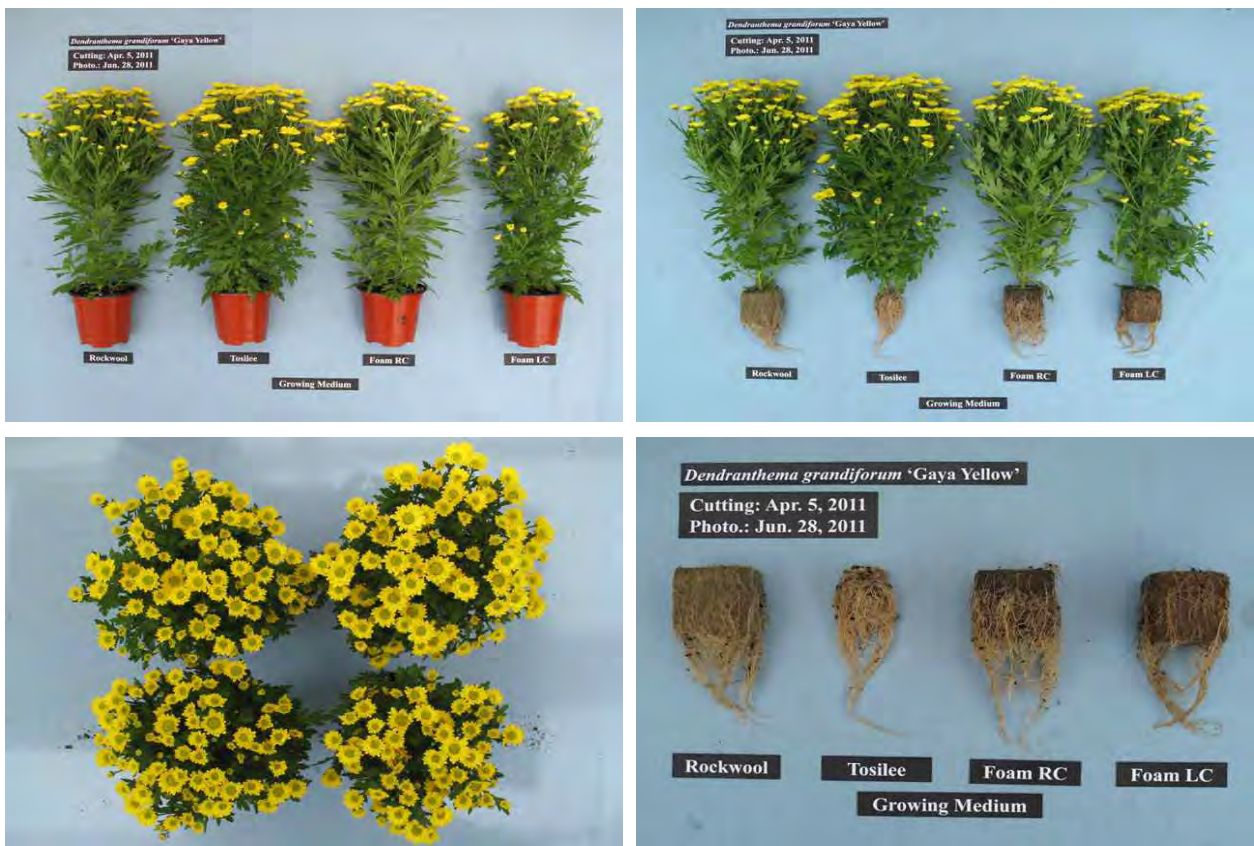 Dendranthema grandiforum 'Gaya Yellow'
Cutting: Apr. 5, 2011
Photo.: Jun. 28, 2011
Rockwool
Tosilee
Foam RC
Foam LC
Growing Medium
Dendranthema grandiforum 'Gaya Yellow'
Cutting: Apr. 5, 2011
Photo.: Jun. 28, 2011
Rockwool
Tosilee
Foam RC
Foam LC
Growing Medium
Dendranthema grandiforum 'Gaya Yellow'
Cutting: Apr. 5, 2011
Photo.: Jun. 28, 2011
Rockwool
Tosilee
Foam RC
Foam LC
Growing Medium